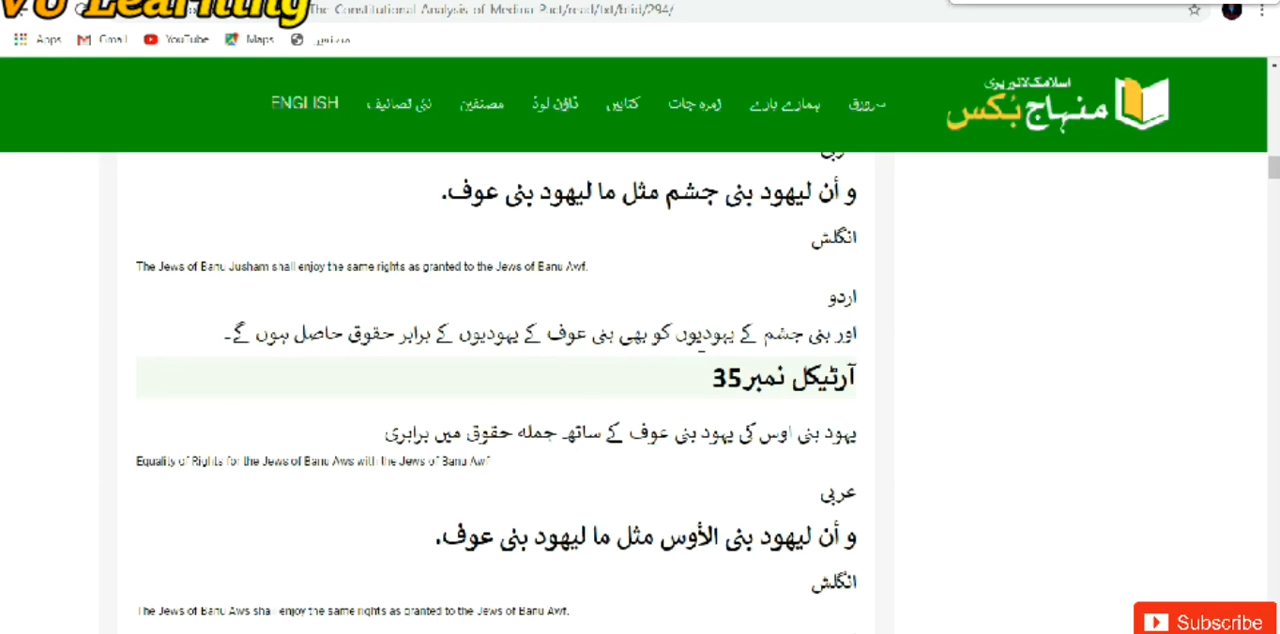 VU Learning
The Constitutional Analysis of Medina Pact/read/txt/btid/294/
Apps Gmail YouTube Maps
ENGLISH نئی تصانیف مصنفین ڈاؤن لوڈ کتابیں زمرہ جات ہمارے بارے سرورق
اسلامک لائبریری
منہاج بُکس
و أن ليهود بنی جشم مثل ما ليهود بنی عوف.
انگلش
The Jews of Banu Jusham shall enjoy the same rights as granted to the Jews of Banu Awf.
اردو
اور بنی جشم کے یہودیوں کو بھی بنی عوف کے یہودیوں کے برابر حقوق حاصل ہوں گے۔
آرٹیکل نمبر35
یہود بنی اوس کی یہود بنی عوف کے ساتھ جملہ حقوق میں برابری
Equality of Rights for the Jews of Banu Aws with the Jews of Banu Awf
عربی
و أن ليهود بنی الأوس مثل ما ليهود بنی عوف.
انگلش
The Jews of Banu Aws shall enjoy the same rights as granted to the Jews of Banu Awf.
Subscribe